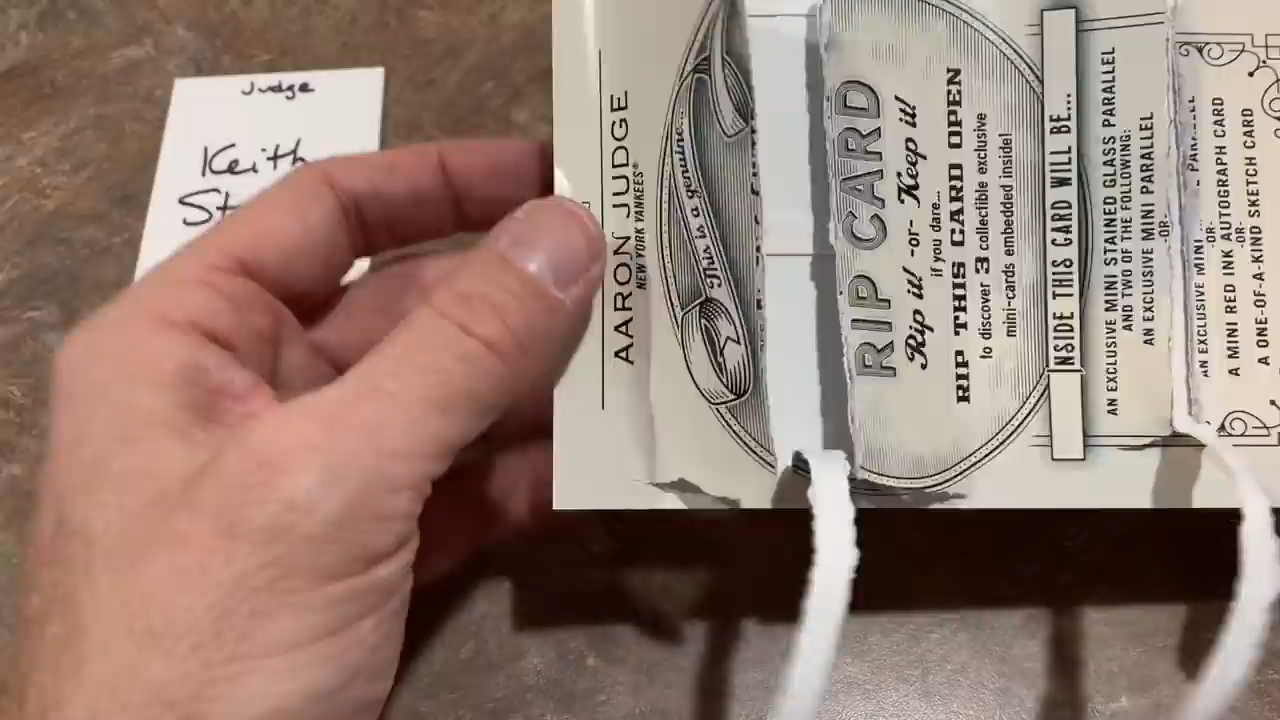 Judge
Keith
AARON JUDGE
NEW YORK YANKEES®
This is a genuine...
RIP CARD
Rip it! -or- Keep it!
if you dare...
RIP THIS CARD OPEN
to discover 3 collectible exclusive
mini-cards embedded inside!
NSIDE THIS CARD WILL BE...
AN EXCLUSIVE MINI STAINED GLASS PARALLEL
AND TWO OF THE FOLLOWING:
AN EXCLUSIVE MINI PARALLEL
-OR-
AN EXCLUSIVE MINI ... PARALLEL
-OR-
A MINI RED INK AUTOGRAPH CARD
-OR-
A ONE-OF-A-KIND SKETCH CARD